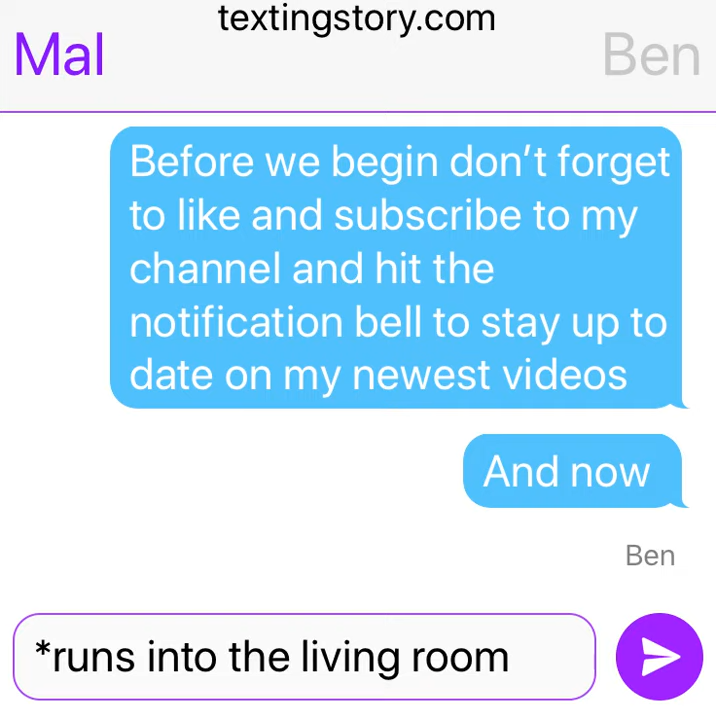 textingstory.com
Mal
Ben
Before we begin don’t forget
to like and subscribe to my
channel and hit the
notification bell to stay up to
date on my newest videos
And now
Ben
*runs into the living room